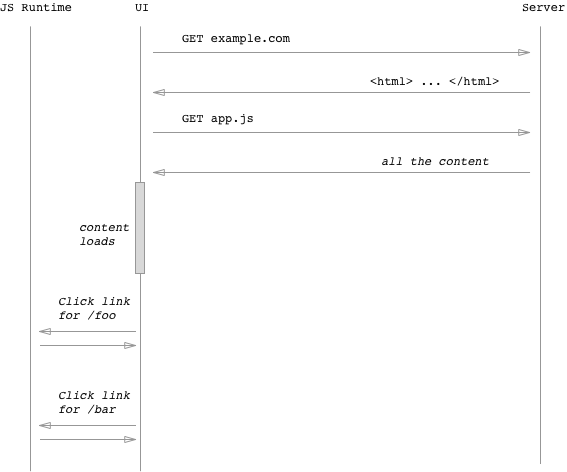 JS Runtime UI Server
GET example.com
<html> ... </html>
GET app.js
all the content
content
loads
Click link
for /foo
Click link
for /bar